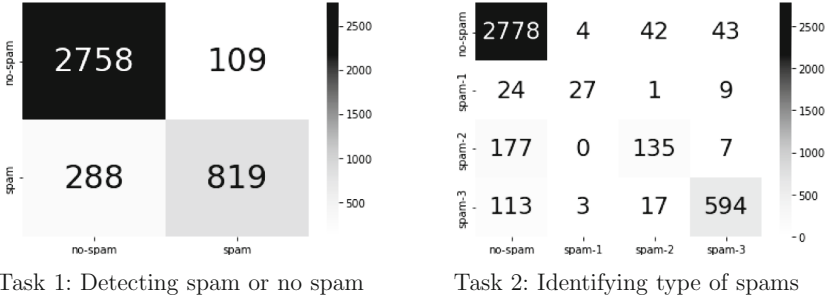 no-spam 2758 109 2500
2000
1500
spam 288 819 1000
500
no-spam spam
Task 1: Detecting spam or no spam
no-spam 2778 4 42 43 2500
2000
spam-1 24 27 1 9 1500
spam-2 177 0 135 7 1000
500
spam-3 113 3 17 594 0
no-spam spam-1 spam-2 spam-3
Task 2: Identifying type of spams